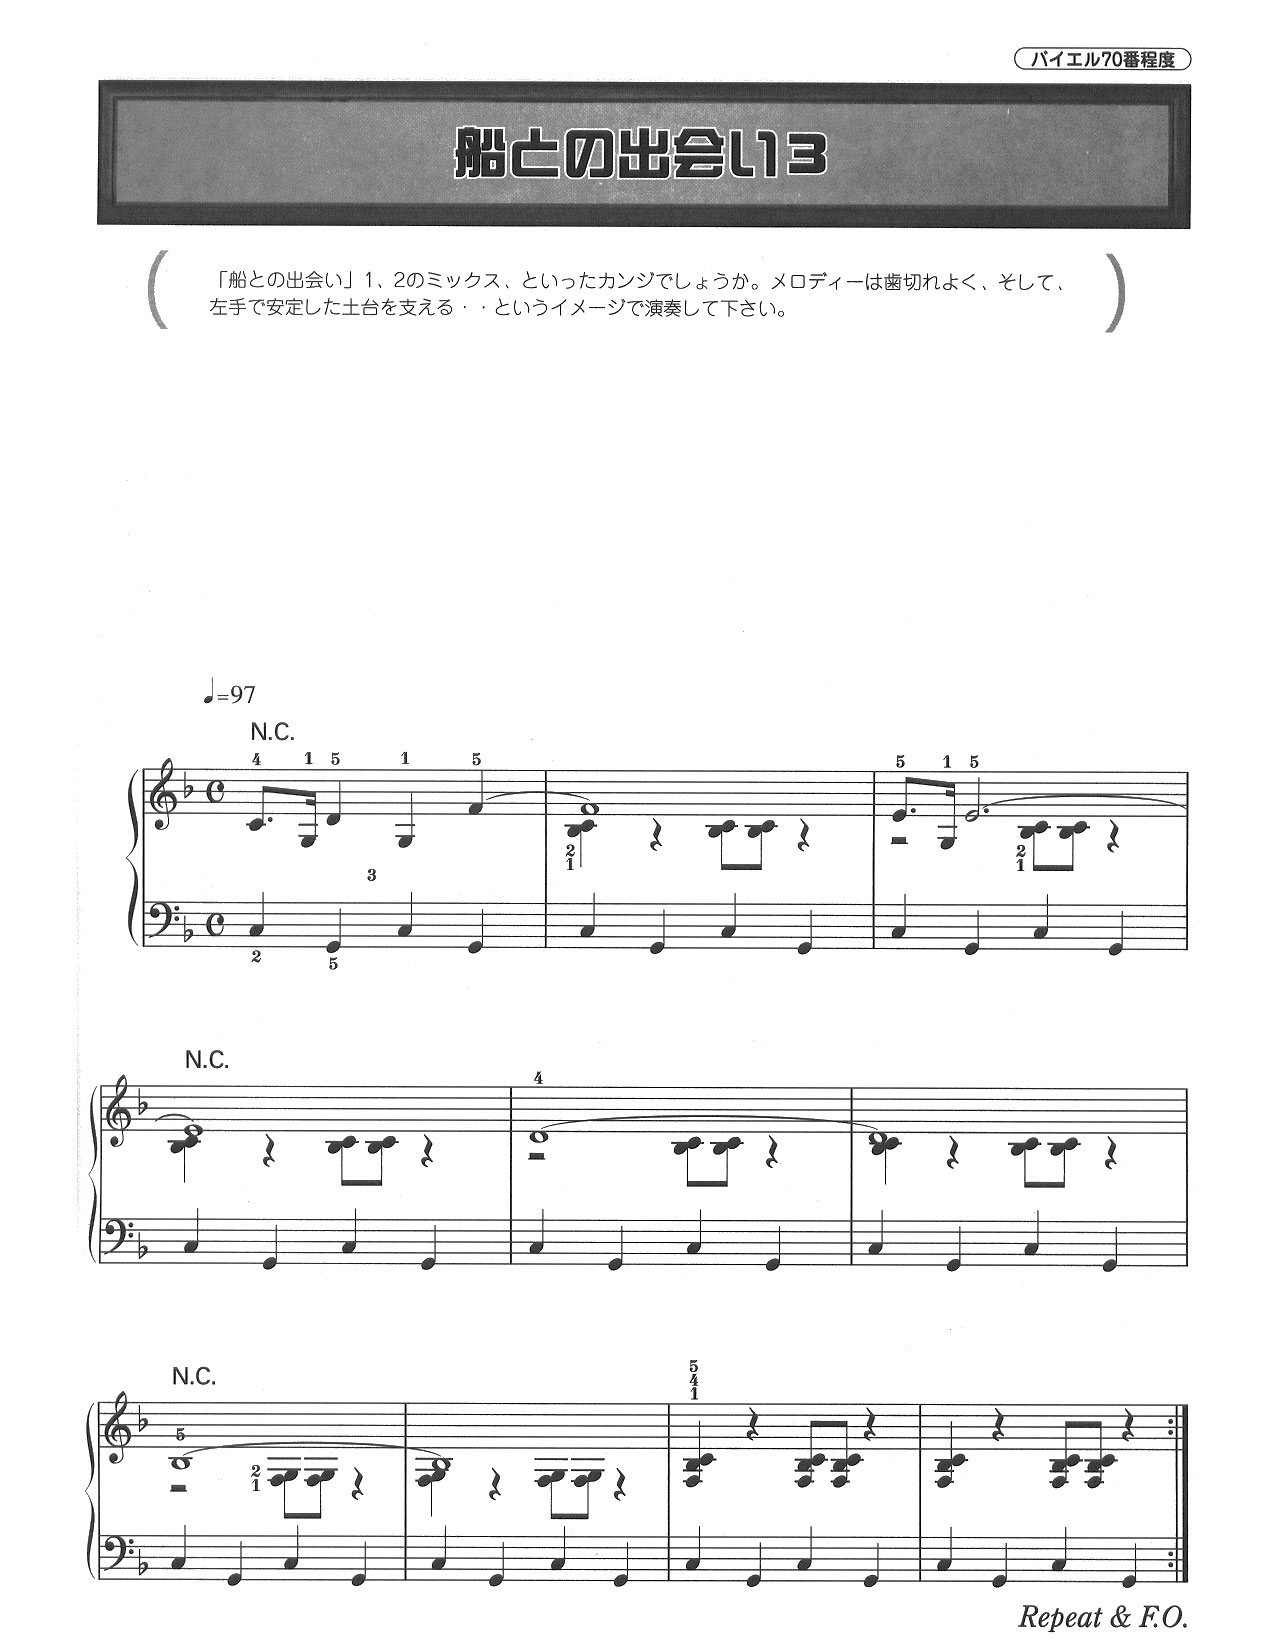 バイエル70番程度
船との出会い3
「船との出会い」1、2のミックス、といったカンジでしょうか。メロディーは歯切れよく、そして、
左手で安定した土台を支える・・というイメージで演奏して下さい。
♩=97
N.C.
4 1 5 1 5 5 1 5
2 1 2 1
3
2 5
N.C.
4
N.C.
5 4 1
5
2 1
Repeat & F.O.